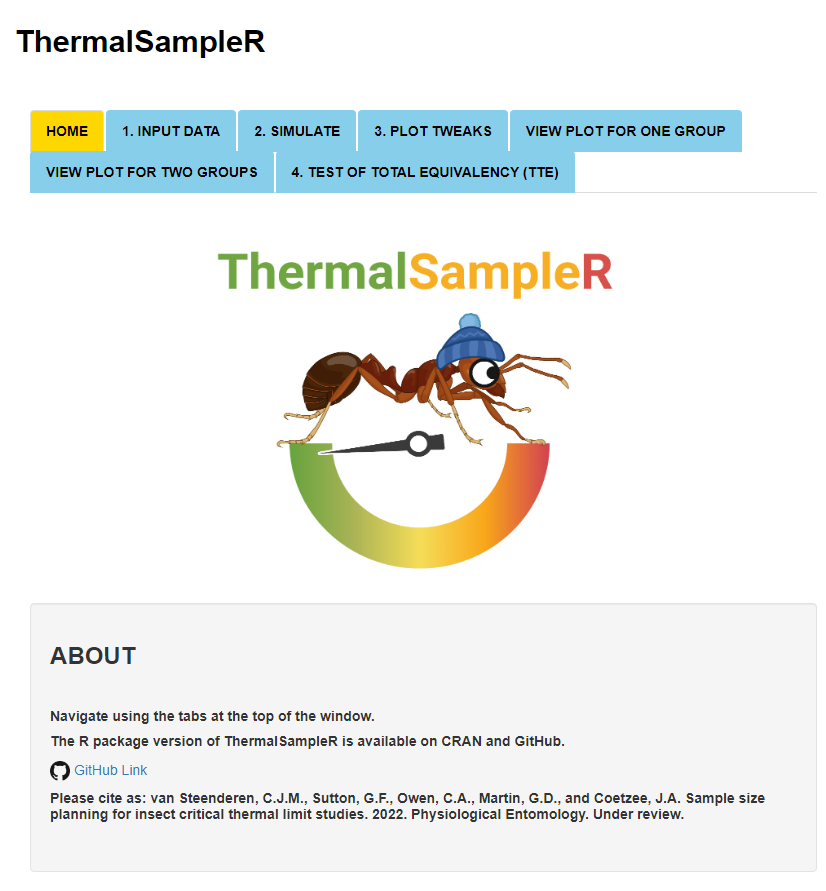 ThermalSampleR
HOME 1. INPUT DATA 2. SIMULATE 3. PLOT TWEAKS VIEW PLOT FOR ONE GROUP
VIEW PLOT FOR TWO GROUPS 4. TEST OF TOTAL EQUIVALENCY (TTE)
ThermalSampleR
ABOUT
Navigate using the tabs at the top of the window.
The R package version of ThermalSampleR is available on CRAN and GitHub.
GitHub Link
Please cite as: van Steenderen, C.J.M., Sutton, G.F., Owen, C.A., Martin, G.D., and Coetzee, J.A. Sample size
planning for insect critical thermal limit studies. 2022. Physiological Entomology. Under review.